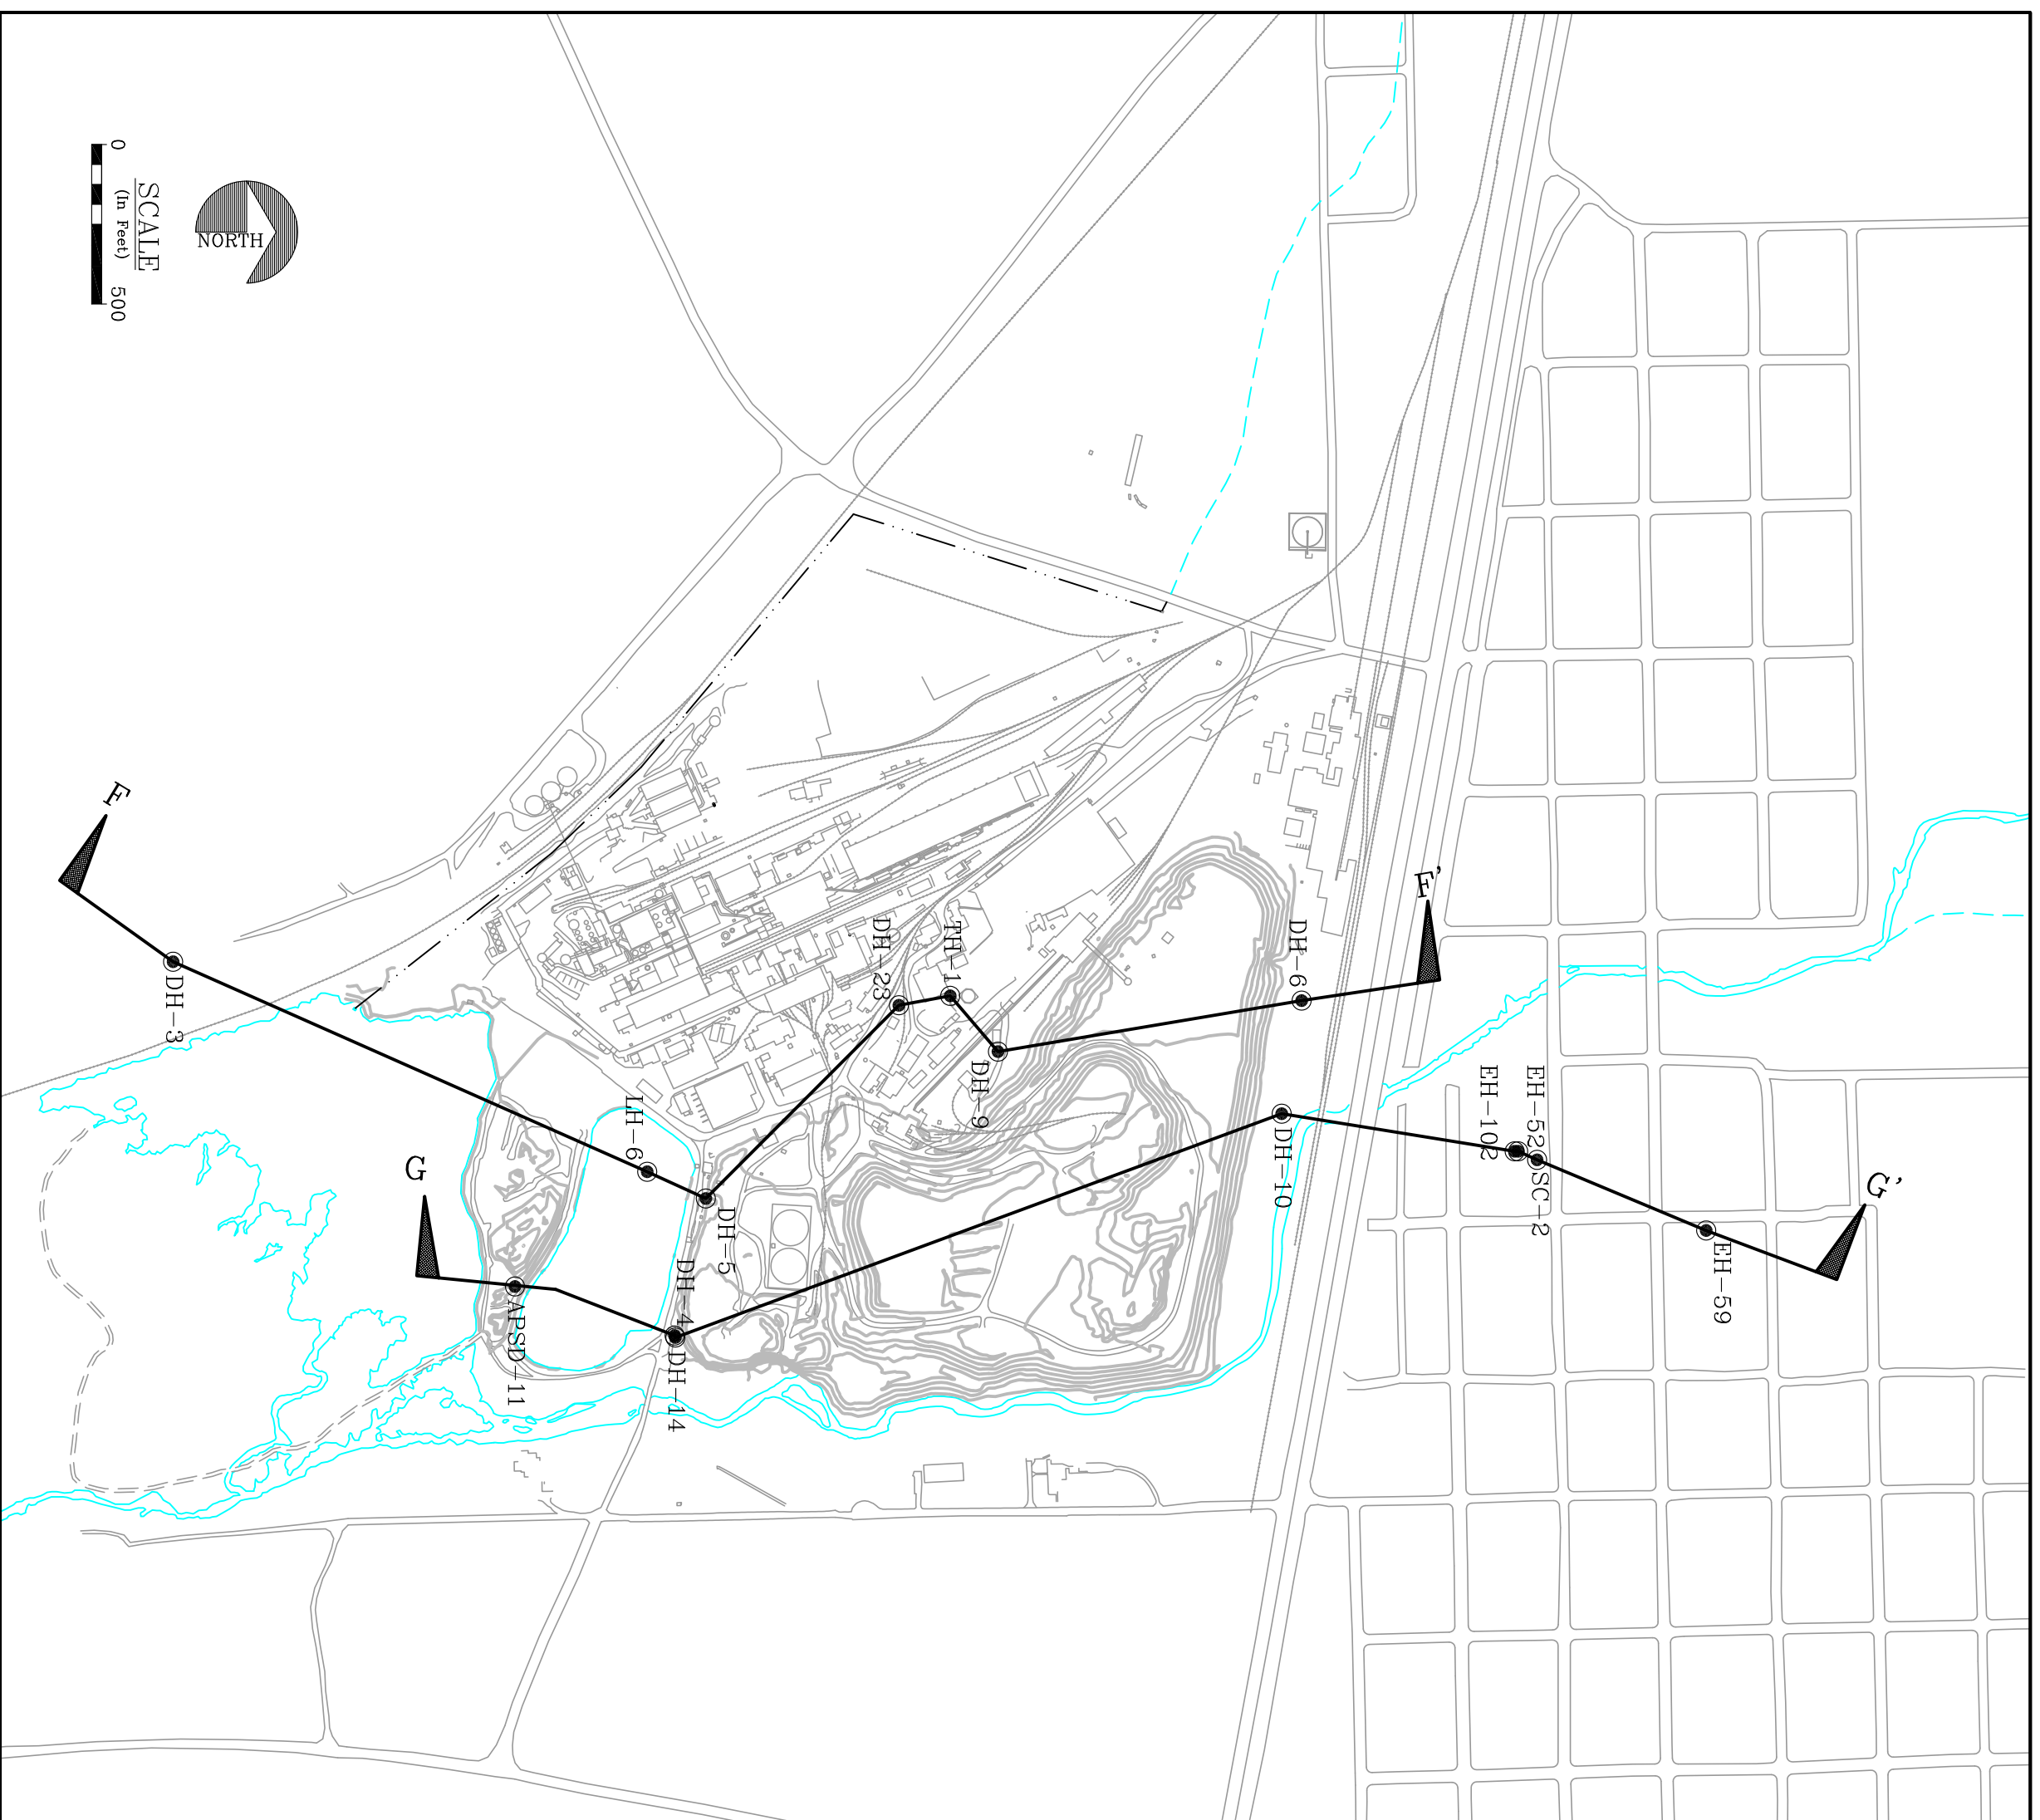 NORTH
SCALE
0 (In Feet) 500
F
DH-3
LH-6
DH-5
DH-23
TH-1
DH-9
DH-6
F'
G
APSD-11
DH-4
DH-14
DH-10
EH-102
EH-52
SC-2
EH-59
G'